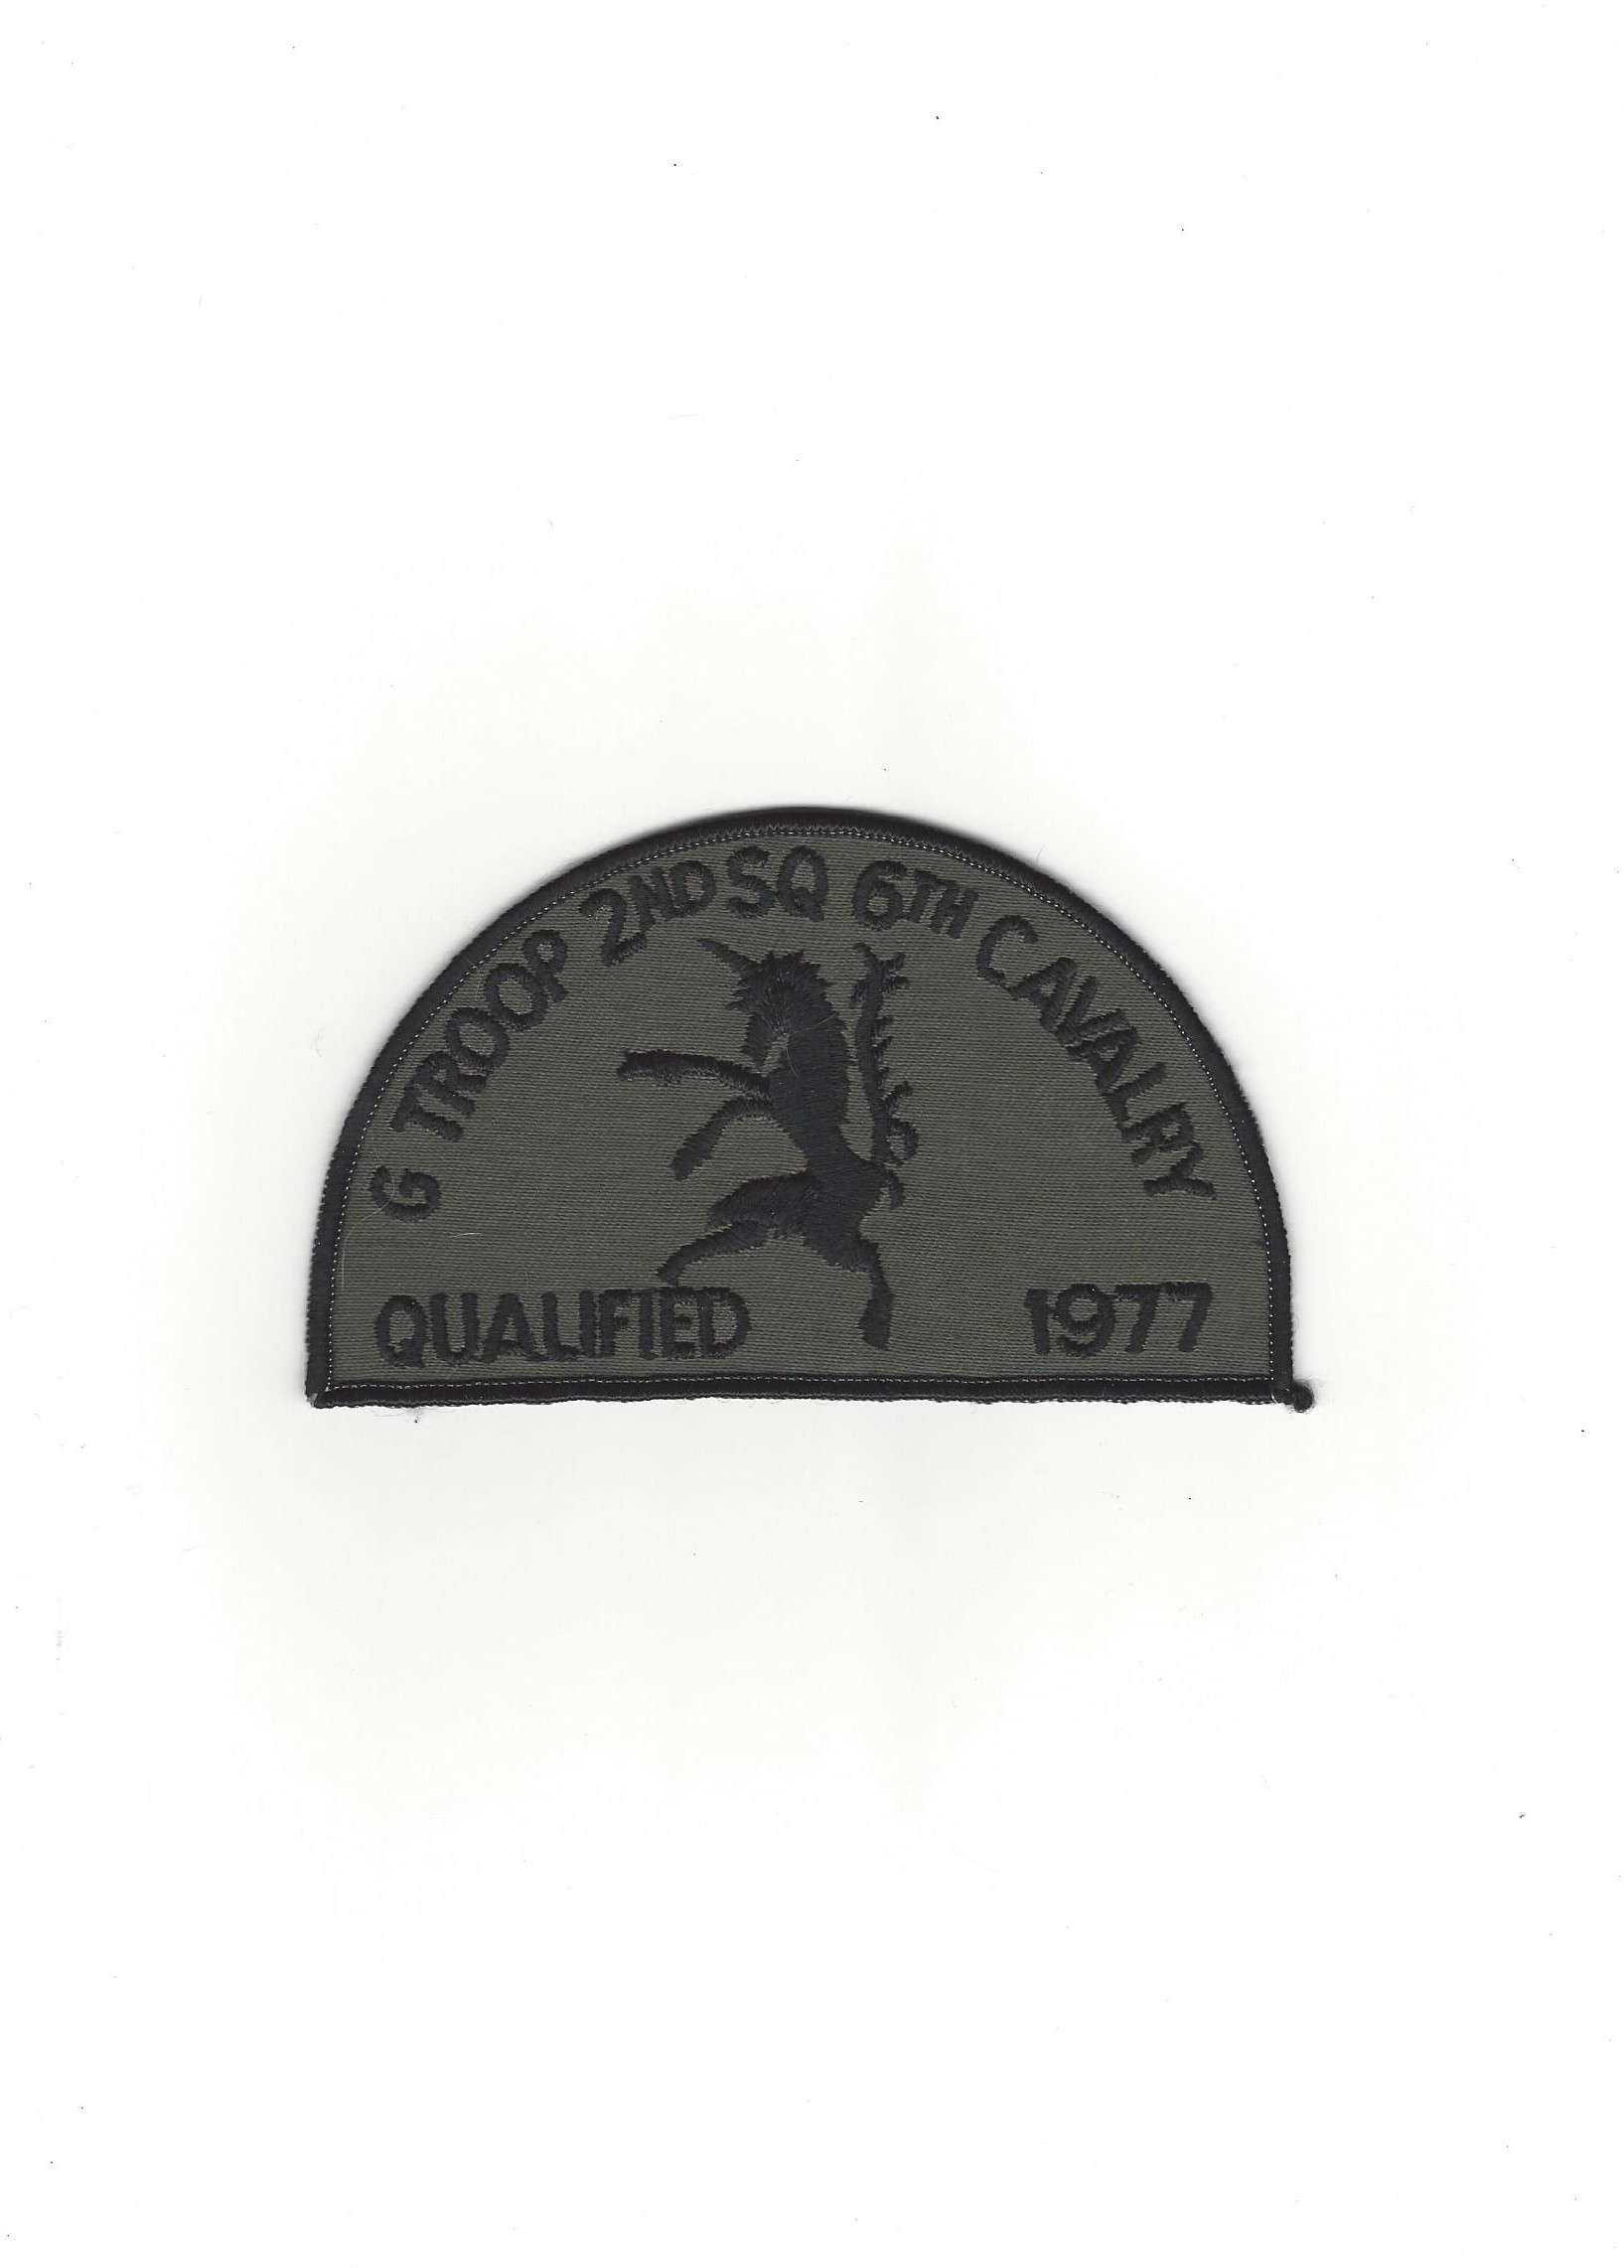 G TROOP 2ND SQ 6TH CAVALRY
QUALIFIED 1977